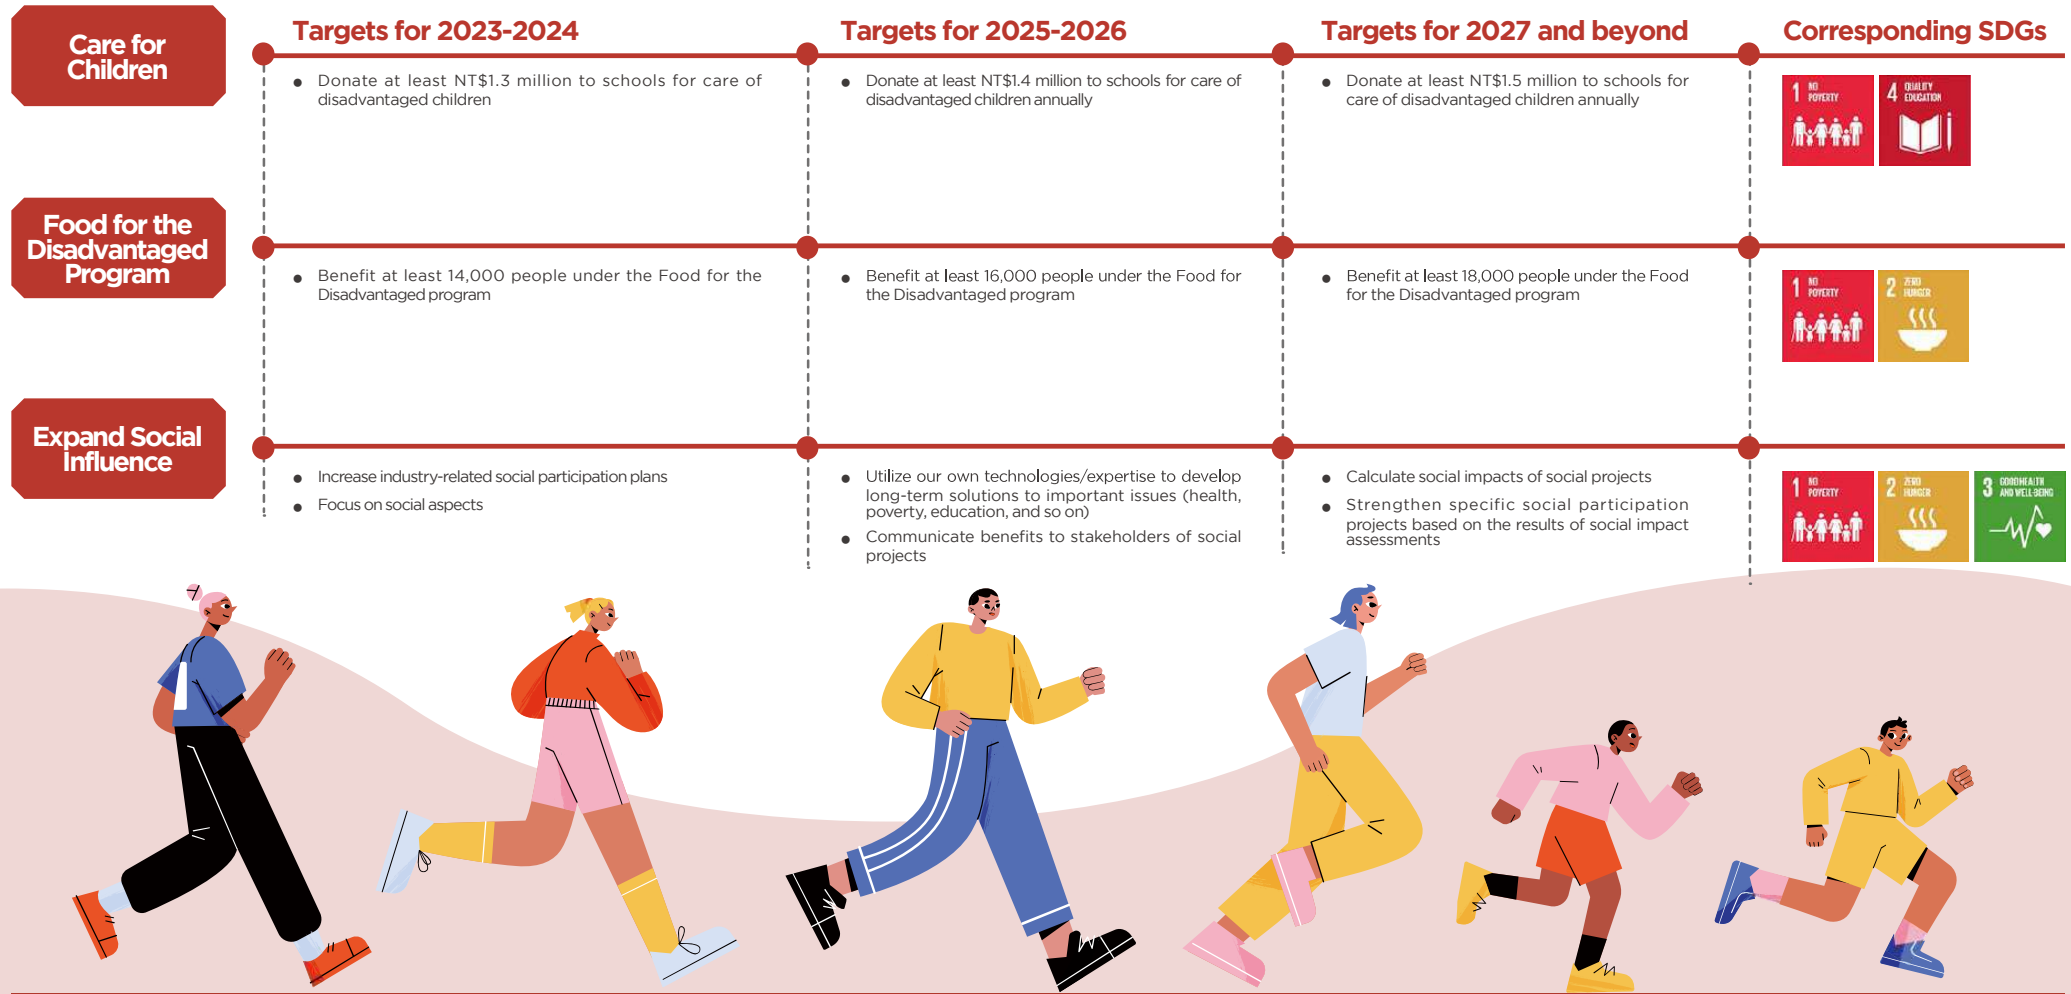 Care for
Children
Targets for 2023-2024
Targets for 2025-2026
Targets for 2027 and beyond
Corresponding SDGs
• Donate at least NT$1.3 million to schools for care of
disadvantaged children
• Donate at least NT$1.4 million to schools for care of
disadvantaged children annually
• Donate at least NT$1.5 million to schools for
care of disadvantaged children annually
1 NO
POVERTY
4 QUALITY
EDUCATION
Food for the
Disadvantaged
Program
• Benefit at least 14,000 people under the Food for the
Disadvantaged program
• Benefit at least 16,000 people under the Food for
the Disadvantaged program
• Benefit at least 18,000 people under the Food
for the Disadvantaged program
1 NO
POVERTY
2 ZERO
HUNGER
Expand Social
Influence
• Increase industry-related social participation plans
• Focus on social aspects
• Utilize our own technologies/expertise to develop
long-term solutions to important issues (health,
poverty, education, and so on)
• Communicate benefits to stakeholders of social
projects
• Calculate social impacts of social projects
• Strengthen specific social participation
projects based on the results of social impact
assessments
1 NO
POVERTY
2 ZERO
HUNGER
3 GOOD HEALTH
AND WELL-BEING